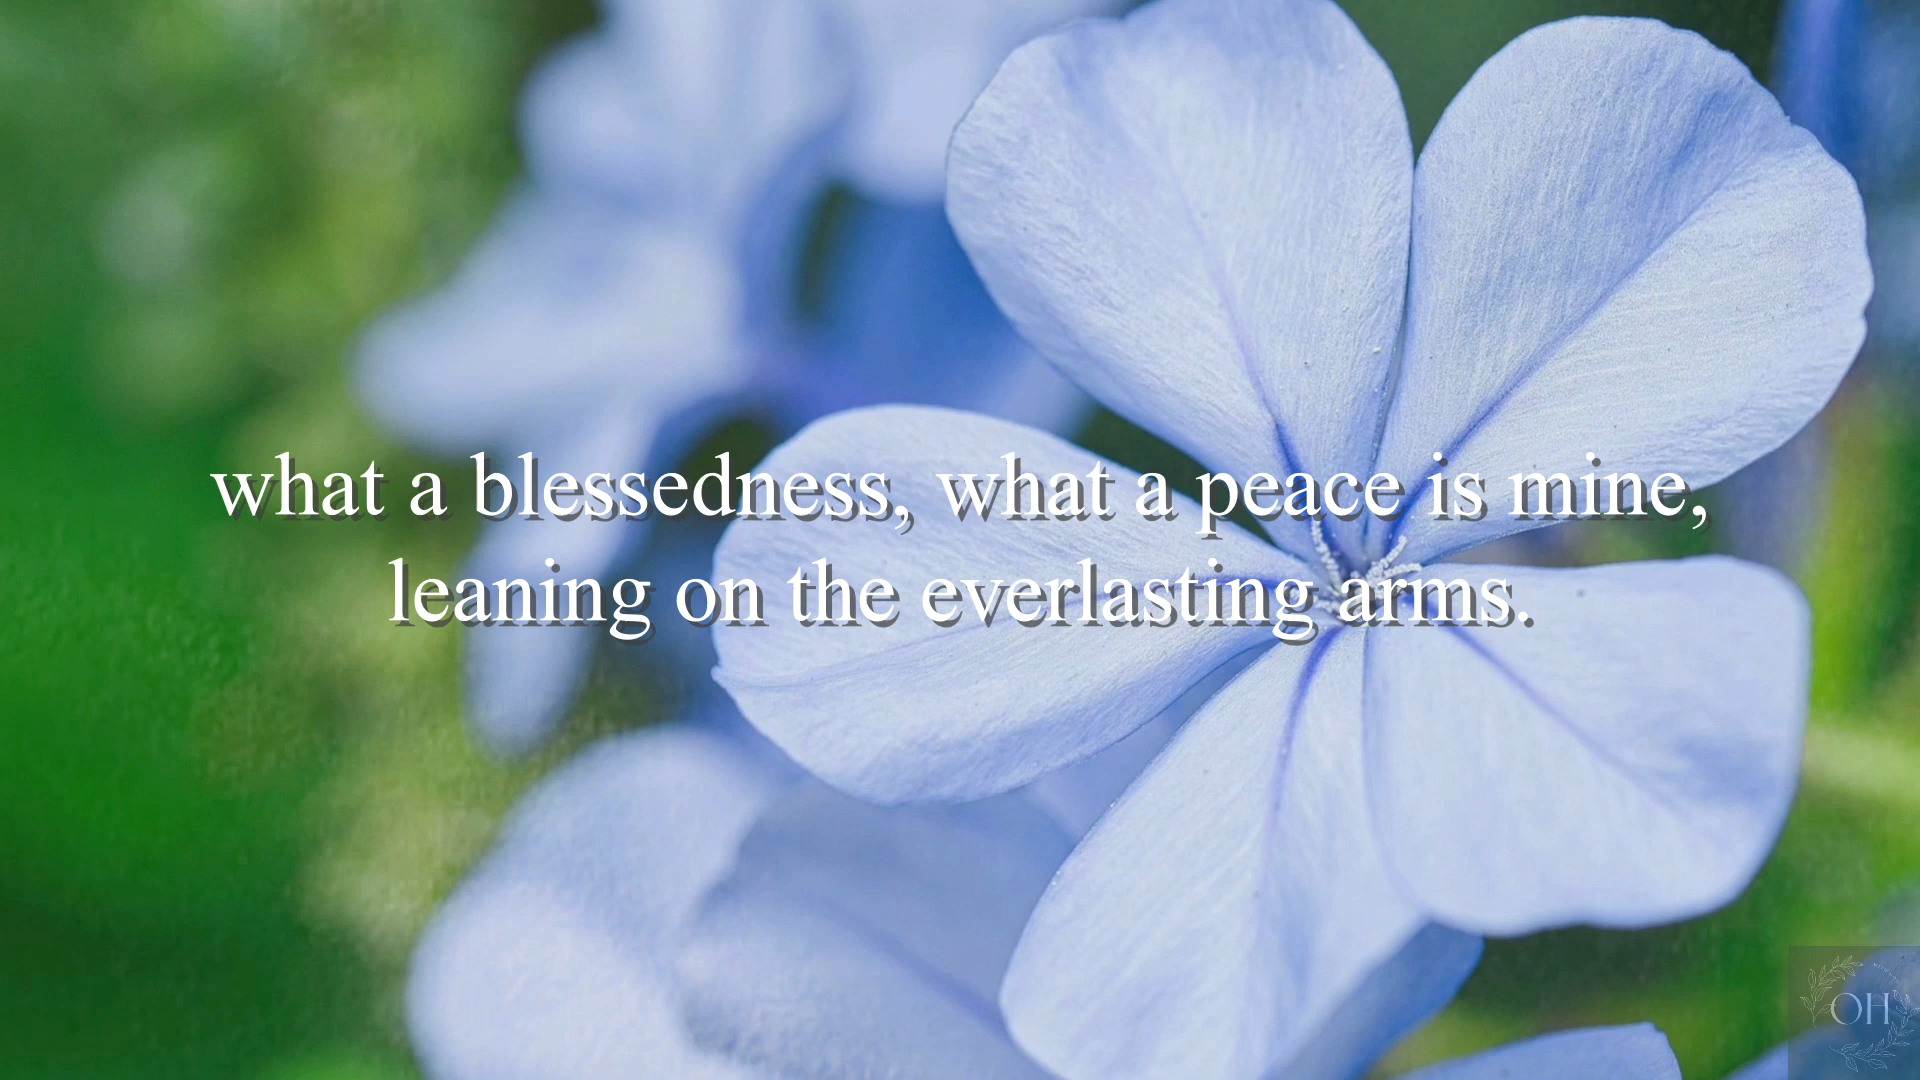 what a blessedness, what a peace is mine,
leaning on the everlasting arms.
OH